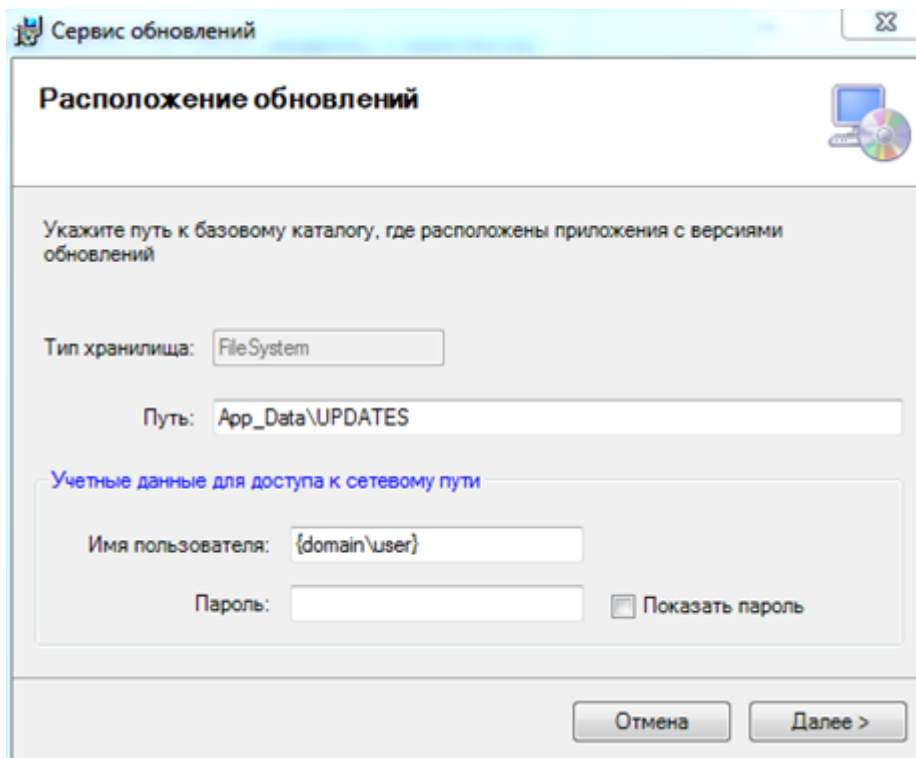 Сервис обновлений
Расположение обновлений
Укажите путь к базовому каталогу, где расположены приложения с версиями
обновлений
Тип хранилища: FileSystem
Путь: App_Data\UPDATES
Учетные данные для доступа к сетевому пути
Имя пользователя: {domain\user}
Пароль: Показать пароль
Отмена Далее >